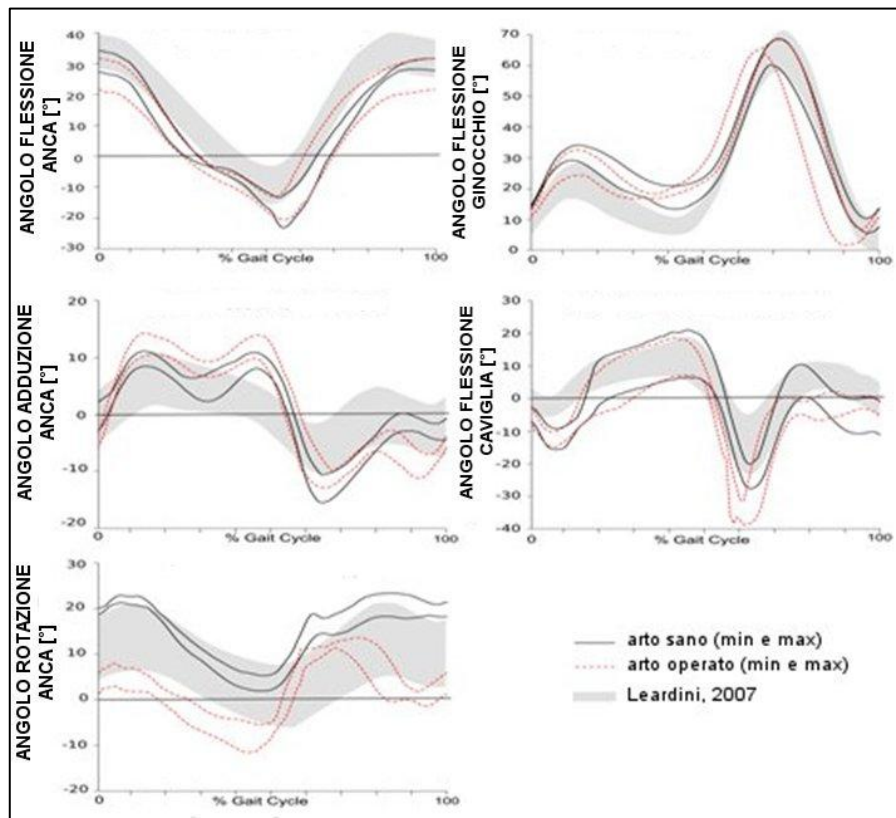 ANGOLO FLESSIONE
ANCA [°]
40
30
20
10
0
-10
-20
-30
0
% Gait Cycle
100
ANGOLO FLESSIONE
GINOCCHIO [°]
70
60
50
40
30
20
10
0
0
% Gait Cycle
100
ANGOLO ADDUZIONE
ANCA [°]
20
10
0
-10
-20
0
% Gait Cycle
100
ANGOLO FLESSIONE
CAVIGLIA [°]
30
20
10
0
-10
-20
-30
-40
0
% Gait Cycle
100
ANGOLO ROTAZIONE
ANCA [°]
30
20
10
0
-10
-20
0
% Gait Cycle
100
arto sano (min e max)
arto operato (min e max)
Leardini, 2007